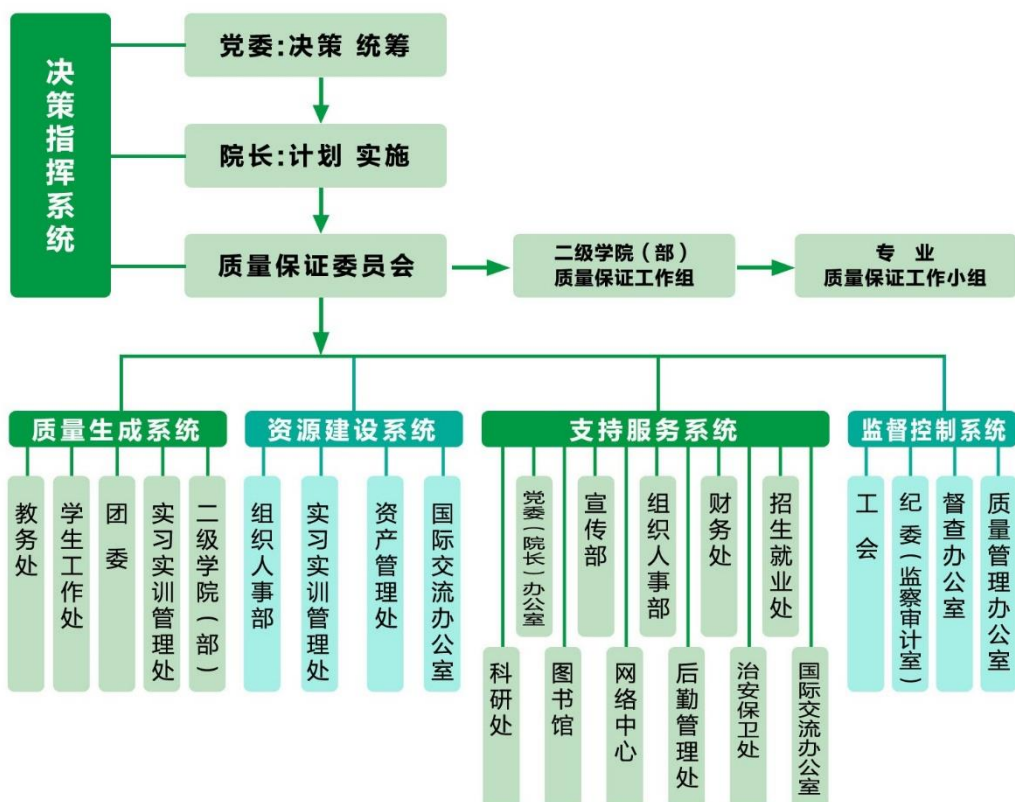 决策指挥系统
党委:决策 统筹
院长:计划 实施
质量保证委员会
二级学院（部）
质量保证工作组
专 业
质量保证工作小组
质量生成系统
资源建设系统
支持服务系统
监督控制系统
教务处
学生工作处
团委
实习实训管理处
二级学院（部）
组织人事部
实习实训管理处
资产管理处
国际交流办公室
党委（院长）办公室
宣传部
组织人事部
财务处
招生就业处
科研处
图书馆
网络中心
后勤管理处
治安保卫处
国际交流办公室
工会
纪委（监察审计室）
督查办公室
质量管理办公室